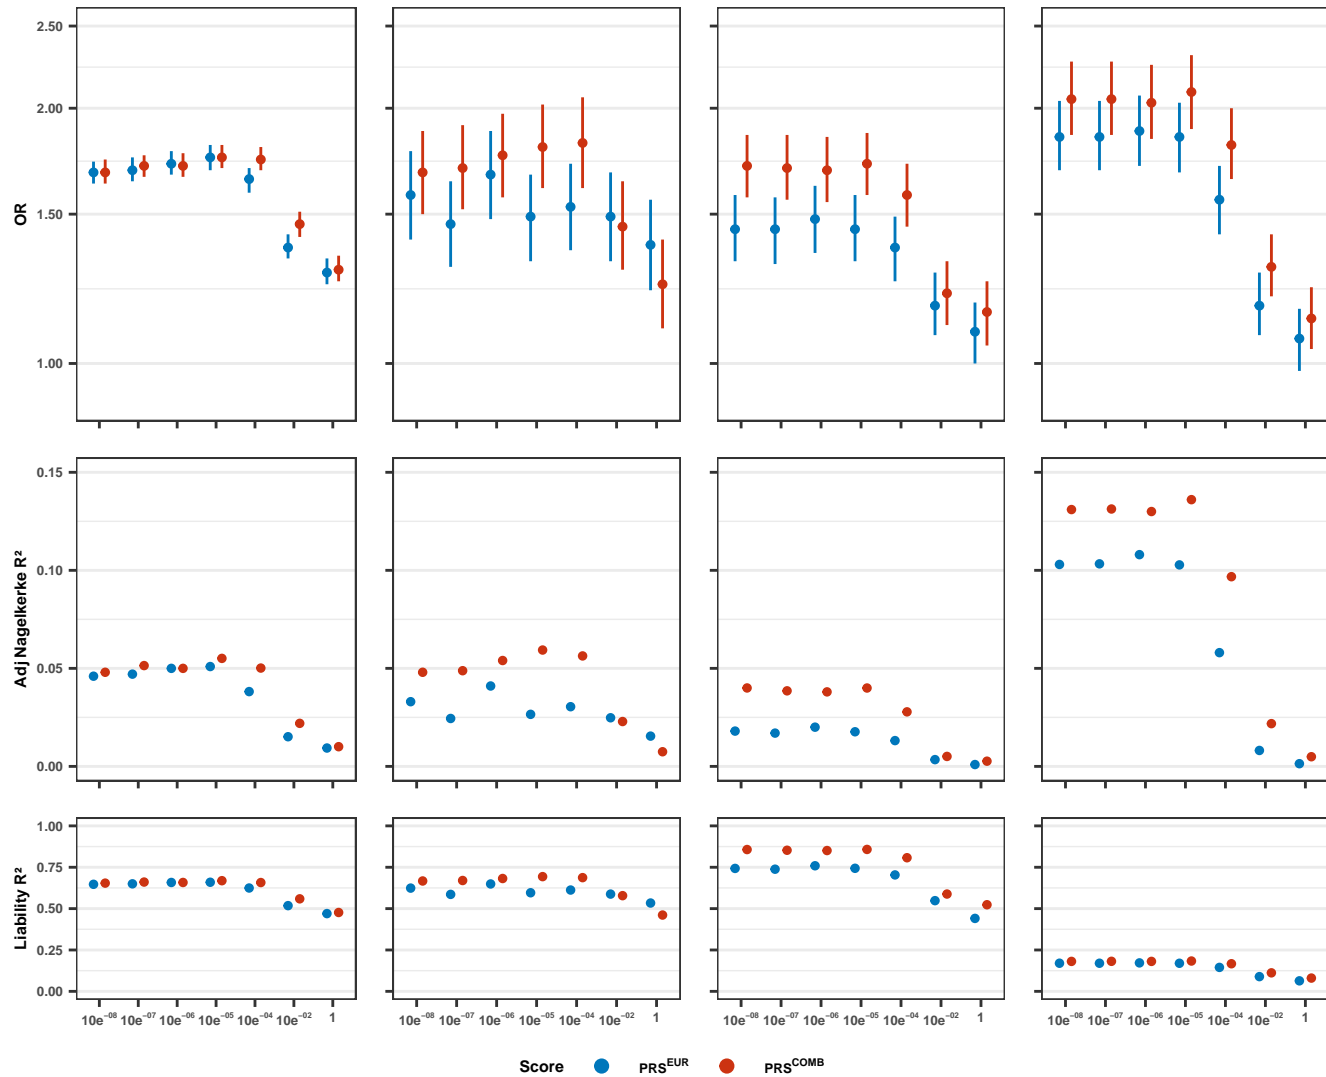 2.50
2.00
1.50
1.00
OR
0.15
0.10
0.05
0.00
Adj Nagelkerke R²
1.00
0.75
0.50
0.25
0.00
Liability R²
10e⁻⁰⁸ 10e⁻⁰⁷ 10e⁻⁰⁶ 10e⁻⁰⁵ 10e⁻⁰⁴ 10e⁻⁰² 1
10e⁻⁰⁸ 10e⁻⁰⁷ 10e⁻⁰⁶ 10e⁻⁰⁵ 10e⁻⁰⁴ 10e⁻⁰² 1
10e⁻⁰⁸ 10e⁻⁰⁷ 10e⁻⁰⁶ 10e⁻⁰⁵ 10e⁻⁰⁴ 10e⁻⁰² 1
10e⁻⁰⁸ 10e⁻⁰⁷ 10e⁻⁰⁶ 10e⁻⁰⁵ 10e⁻⁰⁴ 10e⁻⁰² 1
Score PRS^EUR PRS^COMB